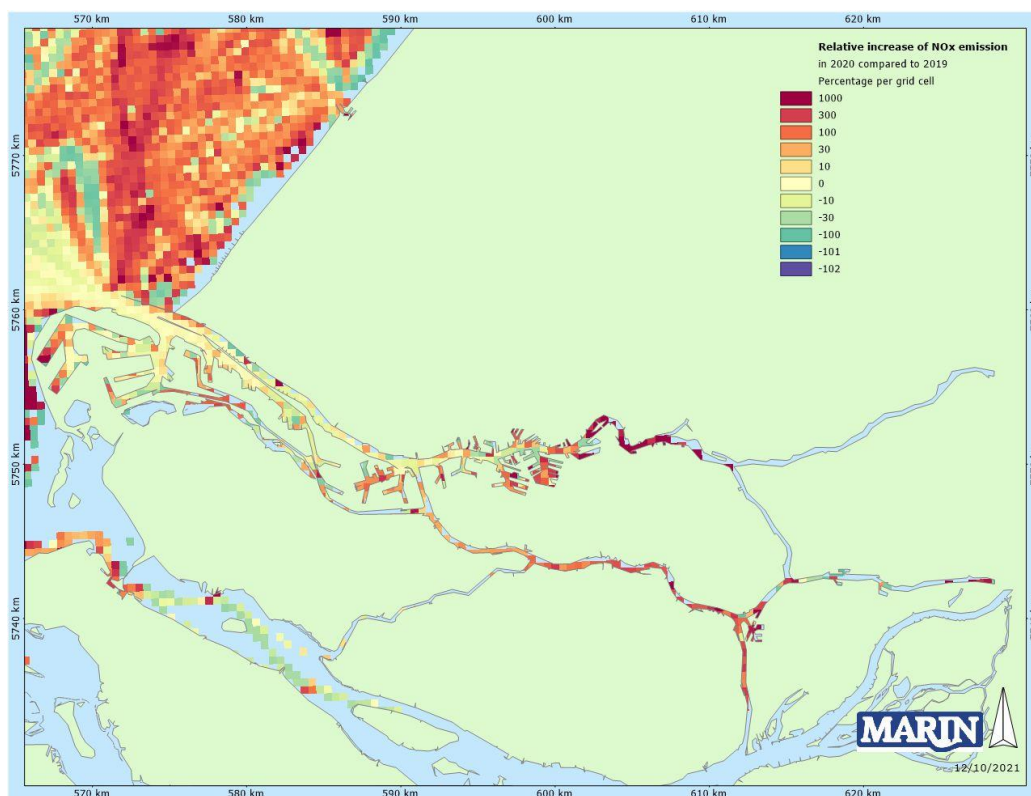 570 km 580 km 590 km 600 km 610 km 620 km
Relative increase of NOx emission
in 2020 compared to 2019
Percentage per grid cell
1000
300
100
30
10
0
-10
-30
-100
-101
-102
5770 km
5760 km
5750 km
5740 km
MARIN
12/10/2021
570 km 580 km 590 km 600 km 610 km 620 km